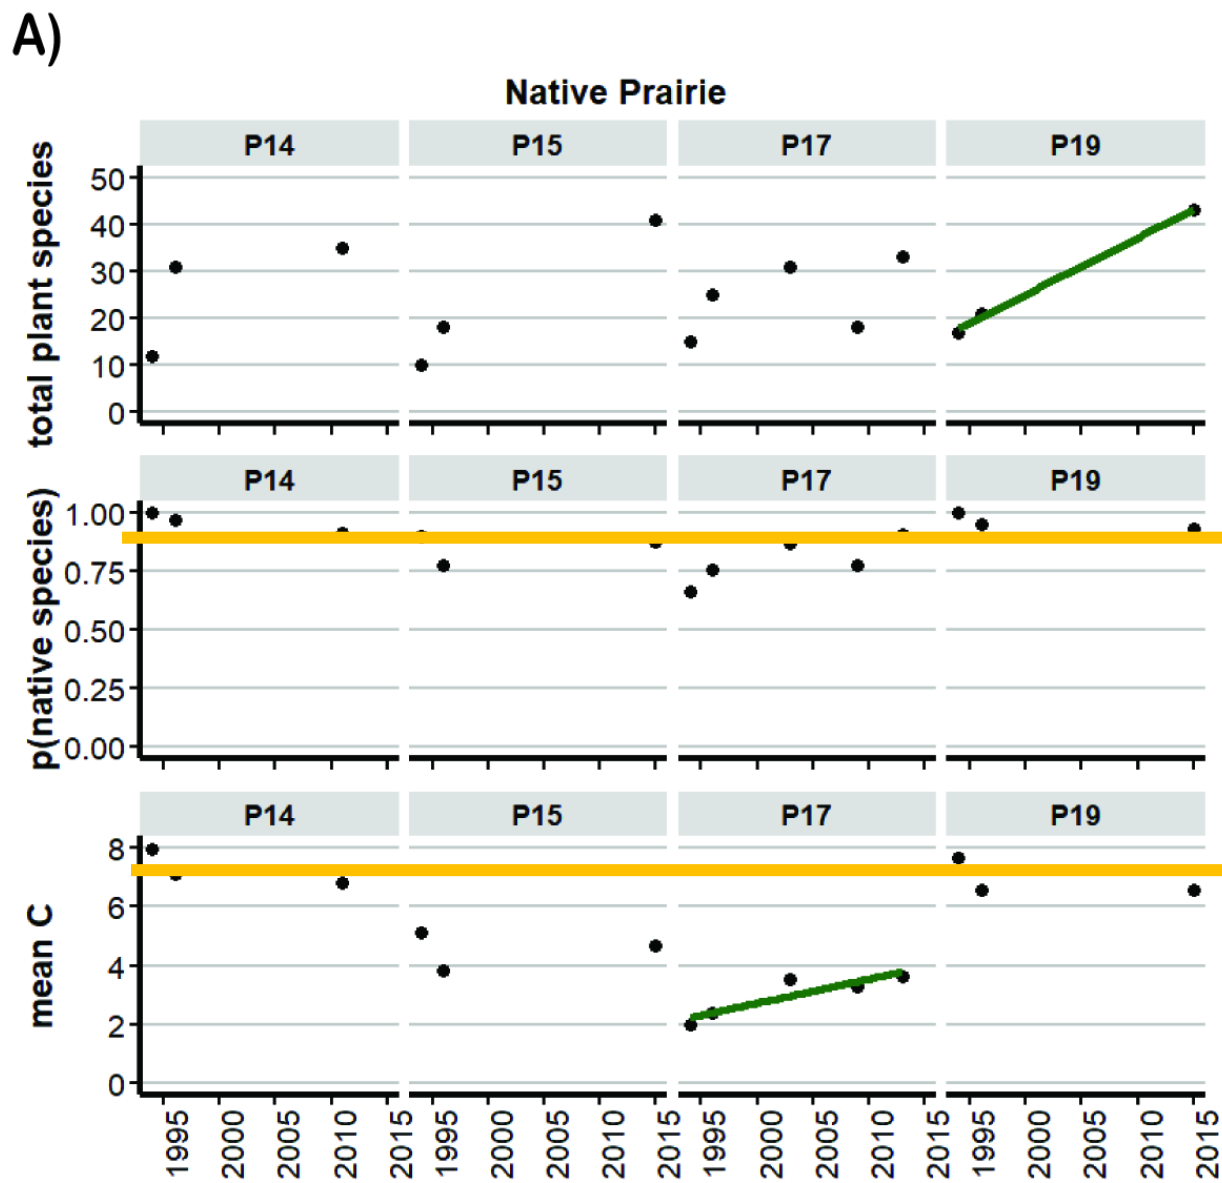 A)
Native Prairie
P14 P15 P17 P19
total plant species
50
40
30
20
10
0
P14 P15 P17 P19
p(native species)
1.00
0.75
0.50
0.25
0.00
P14 P15 P17 P19
mean C
8
6
4
2
0
1995 2000 2005 2010 2015 1995 2000 2005 2010 2015 1995 2000 2005 2010 2015 1995 2000 2005 2010 2015